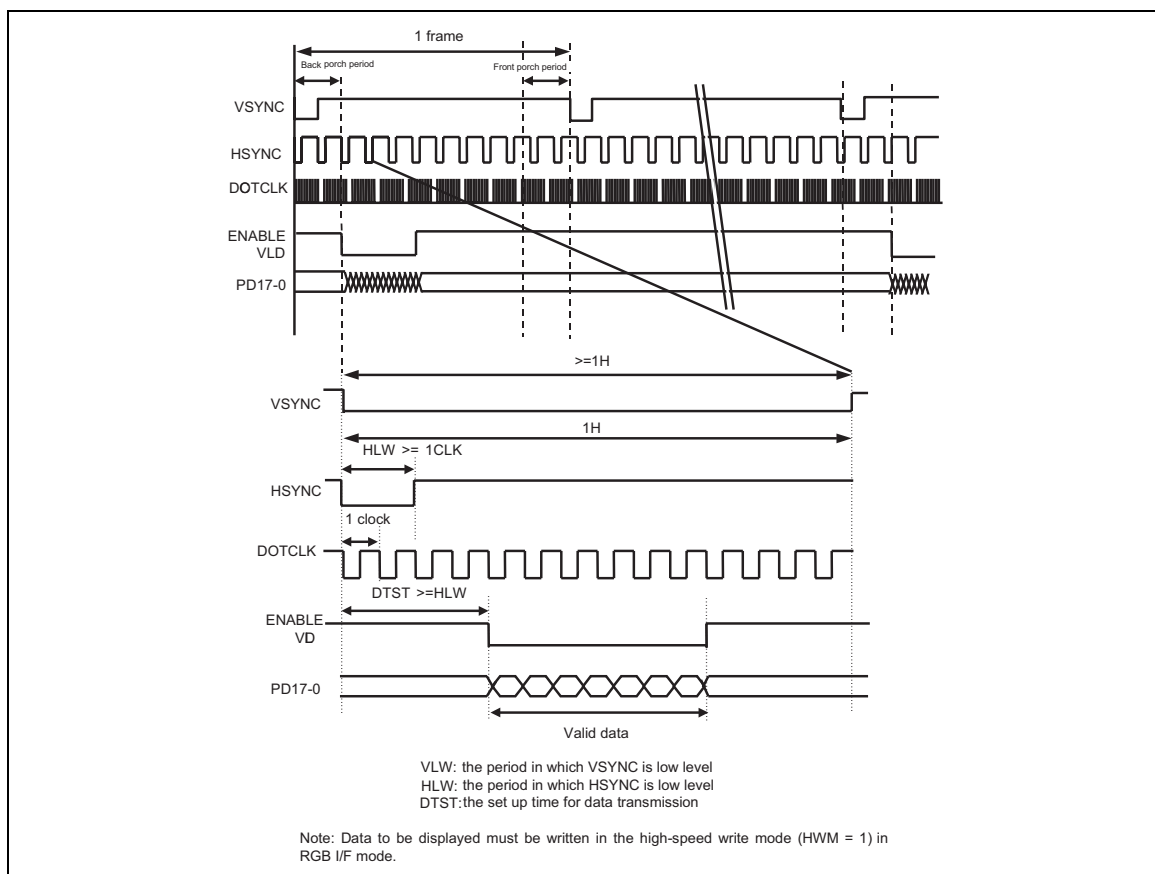 1 frame
Back porch period
Front porch period
VSYNC
HSYNC
DOTCLK
ENABLE
VLD
PD17-0
>=1H
VSYNC
1H
HLW >= 1CLK
HSYNC
1 clock
DOTCLK
DTST >=HLW
ENABLE
VD
PD17-0
Valid data
VLW: the period in which VSYNC is low level
HLW: the period in which HSYNC is low level
DTST:the set up time for data transmission
Note: Data to be displayed must be written in the high-speed write mode (HWM = 1) in
RGB I/F mode.